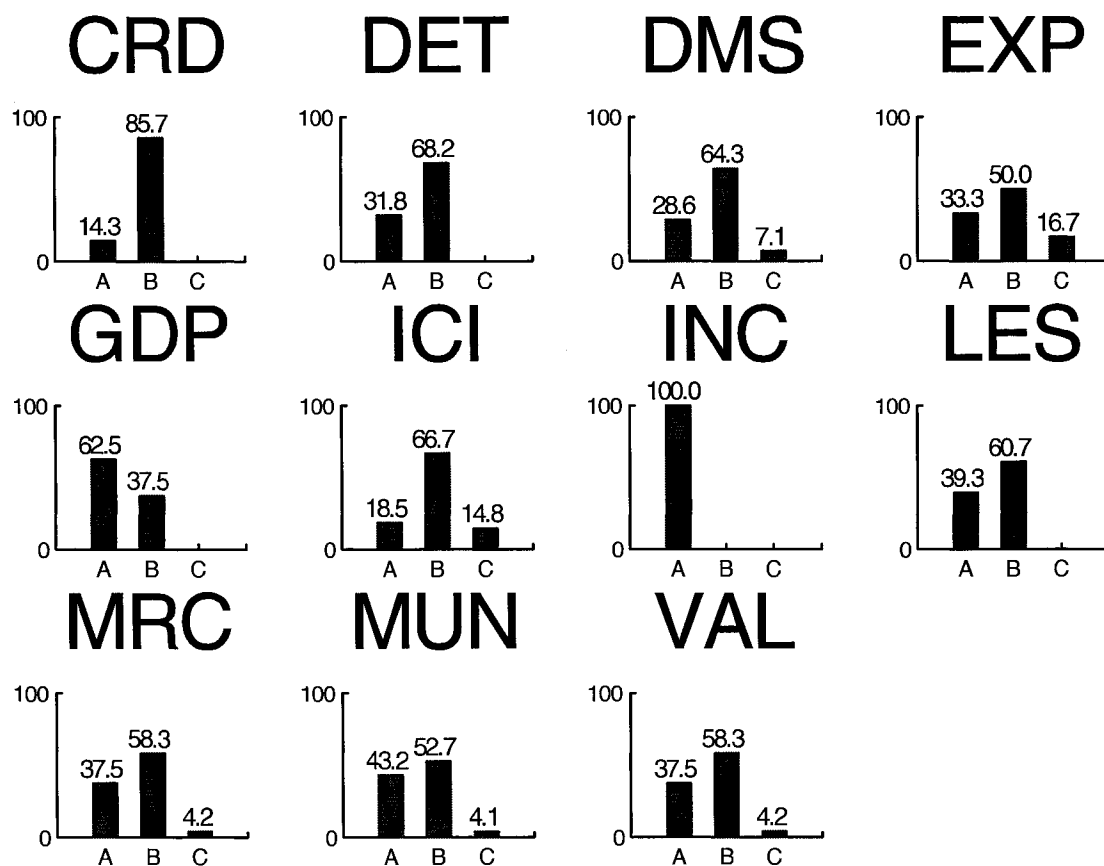 CRD DET DMS EXP
100 100 100 100
85.7 68.2 64.3 50.0
14.3 31.8 28.6 7.1 33.3 16.7
0 0 0 0
A B C A B C A B C A B C
GDP ICI INC LES
100 100 100 100
62.5 37.5 18.5 66.7 14.8 100.0 39.3 60.7
0 0 0 0
A B C A B C A B C A B C
MRC MUN VAL
100 100 100
37.5 58.3 4.2 43.2 52.7 4.1 37.5 58.3 4.2
0 0 0
A B C A B C A B C